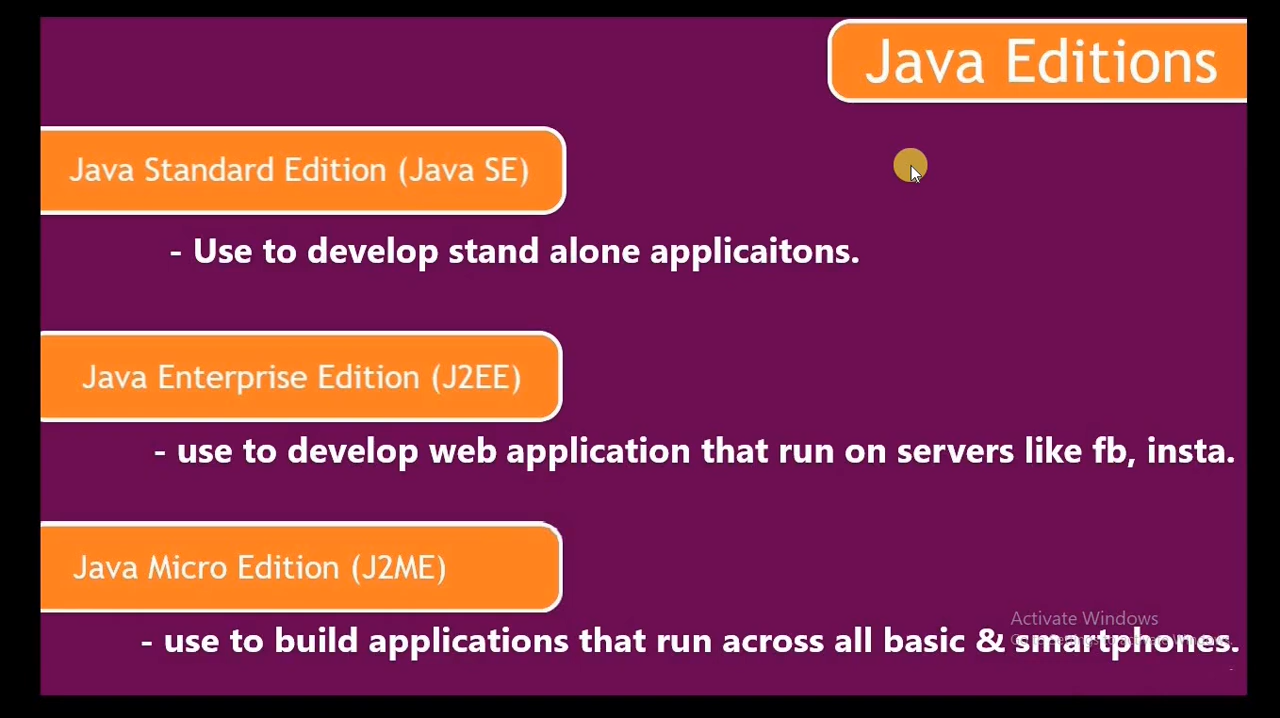 Java Editions
Java Standard Edition (Java SE)
- Use to develop stand alone applicaitons.
Java Enterprise Edition (J2EE)
- use to develop web application that run on servers like fb, insta.
Java Micro Edition (J2ME)
Activate Windows
- use to build applications that run across all basic & smartphones.